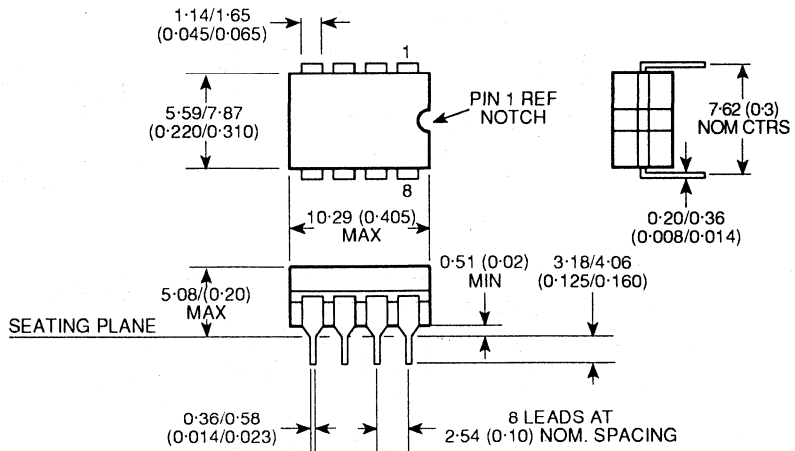 1·14/1·65
(0·045/0·065)
1
5·59/7·87
(0·220/0·310)
PIN 1 REF
NOTCH
7·62 (0·3)
NOM CTRS
8
10·29 (0·405)
MAX
0·20/0·36
(0·008/0·014)
0·51 (0·02)
MIN
3·18/4·06
(0·125/0·160)
5·08/(0·20)
MAX
SEATING PLANE
0·36/0·58
(0·014/0·023)
8 LEADS AT
2·54 (0·10) NOM. SPACING